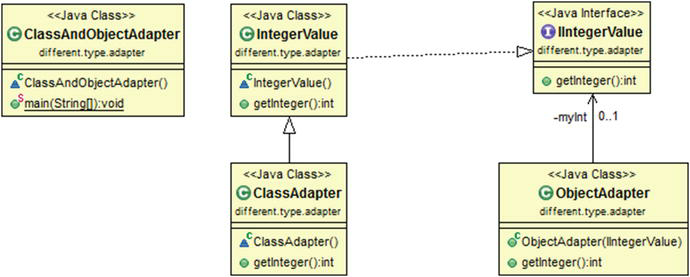 <<Java Class>>
ClassAndObjectAdapter
different.type.adapter
ClassAndObjectAdapter()
main(String[]):void
<<Java Class>>
IntegerValue
different.type.adapter
IntegerValue()
getInteger():int
<<Java Interface>>
IIntegerValue
different.type.adapter
getInteger():int
-myInt 0..1
<<Java Class>>
ClassAdapter
different.type.adapter
ClassAdapter()
getInteger():int
<<Java Class>>
ObjectAdapter
different.type.adapter
ObjectAdapter(IIntegerValue)
getInteger():int